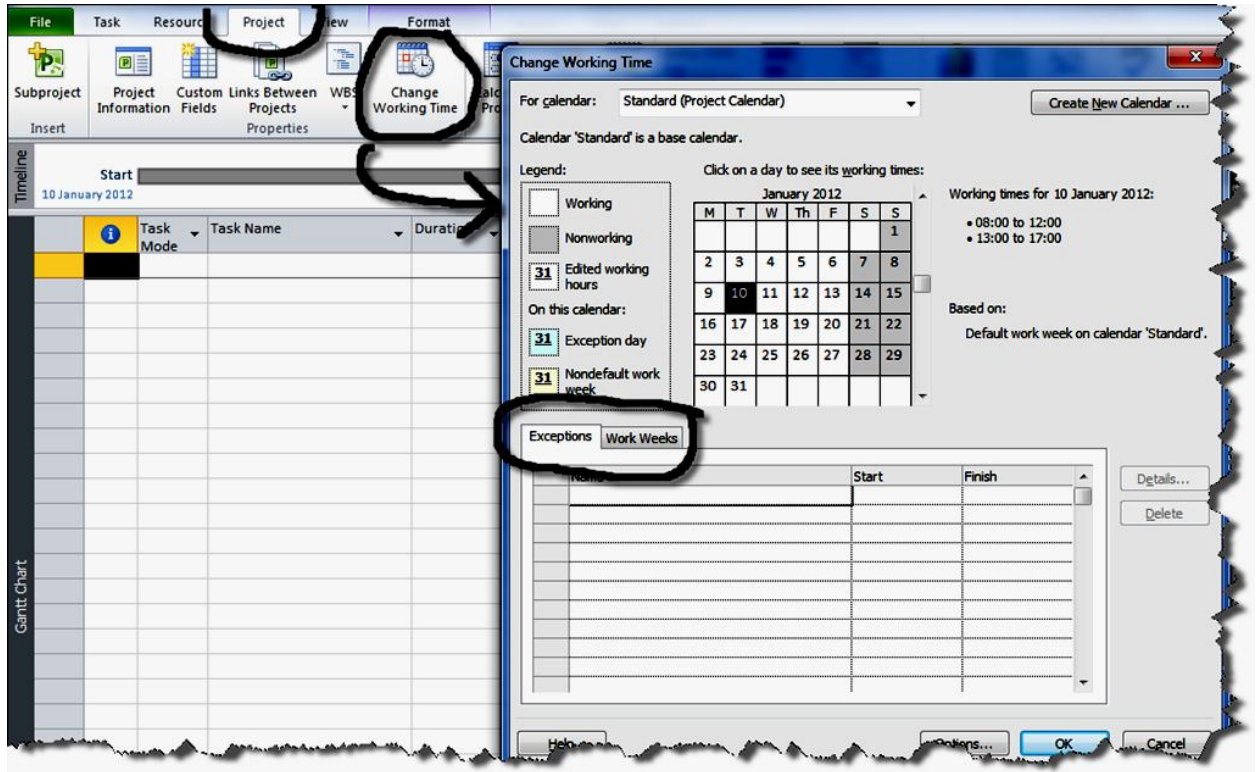 File Task Resourc Project View Format
Subproject
Project Information
Custom Fields
Links Between Projects
WBS
Change Working Time
Insert
Properties
Timeline
Start
10 January 2012
Task Mode
Task Name
Duration
Gantt Chart
Change Working Time
For calendar: Standard (Project Calendar)
Create New Calendar ...
Calendar 'Standard' is a base calendar.
Legend:
Working
Nonworking
31 Edited working hours
On this calendar:
31 Exception day
31 Nondefault work week
Click on a day to see its working times:
January 2012
M T W Th F S S
1
2 3 4 5 6 7 8
9 10 11 12 13 14 15
16 17 18 19 20 21 22
23 24 25 26 27 28 29
30 31
Working times for 10 January 2012:
• 08:00 to 12:00
• 13:00 to 17:00
Based on:
Default work week on calendar 'Standard'.
Exceptions Work Weeks
Name Start Finish
Details...
Delete
Help
Options... OK Cancel